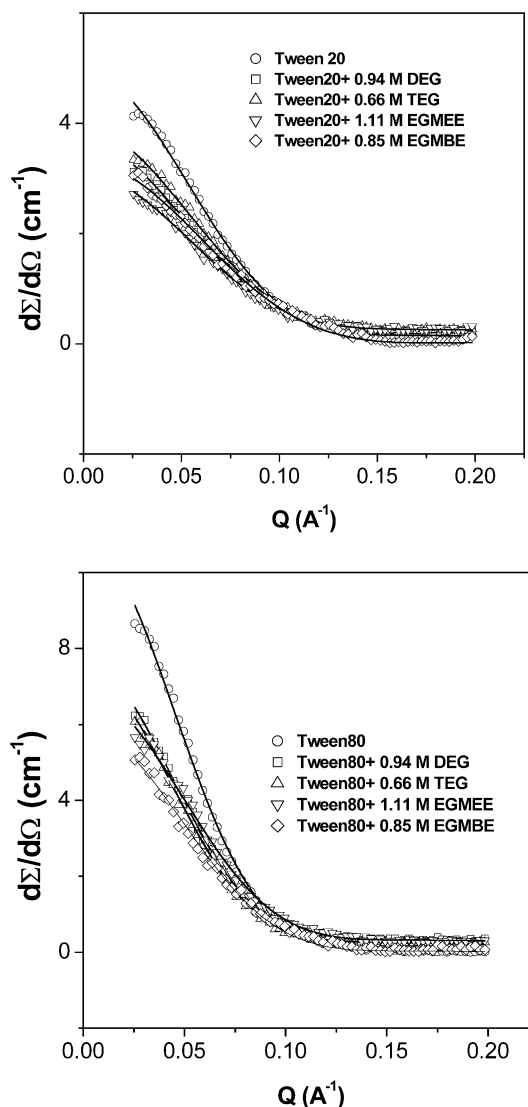 Tween 20
Tween20+ 0.94 M DEG
Tween20+ 0.66 M TEG
Tween20+ 1.11 M EGMEE
Tween20+ 0.85 M EGMBE
4
0
dΣ/dΩ (cm⁻¹)
0.00 0.05 0.10 0.15 0.20
Q (A⁻¹)
8
4
0
dΣ/dΩ (cm⁻¹)
Tween80
Tween80+ 0.94 M DEG
Tween80+ 0.66 M TEG
Tween80+ 1.11 M EGMEE
Tween80+ 0.85 M EGMBE
0.00 0.05 0.10 0.15 0.20
Q (A⁻¹)